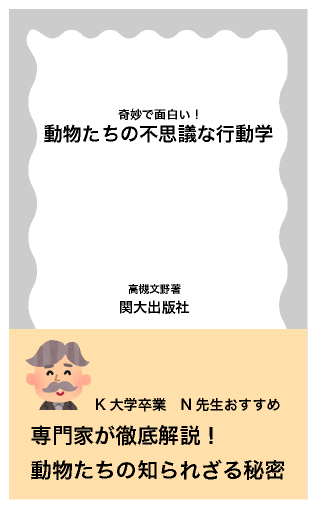 奇妙で面白い！
動物たちの不思議な行動学
高槻文野著
関大出版社
K大学卒業　N先生おすすめ
専門家が徹底解説！
動物たちの知られざる秘密